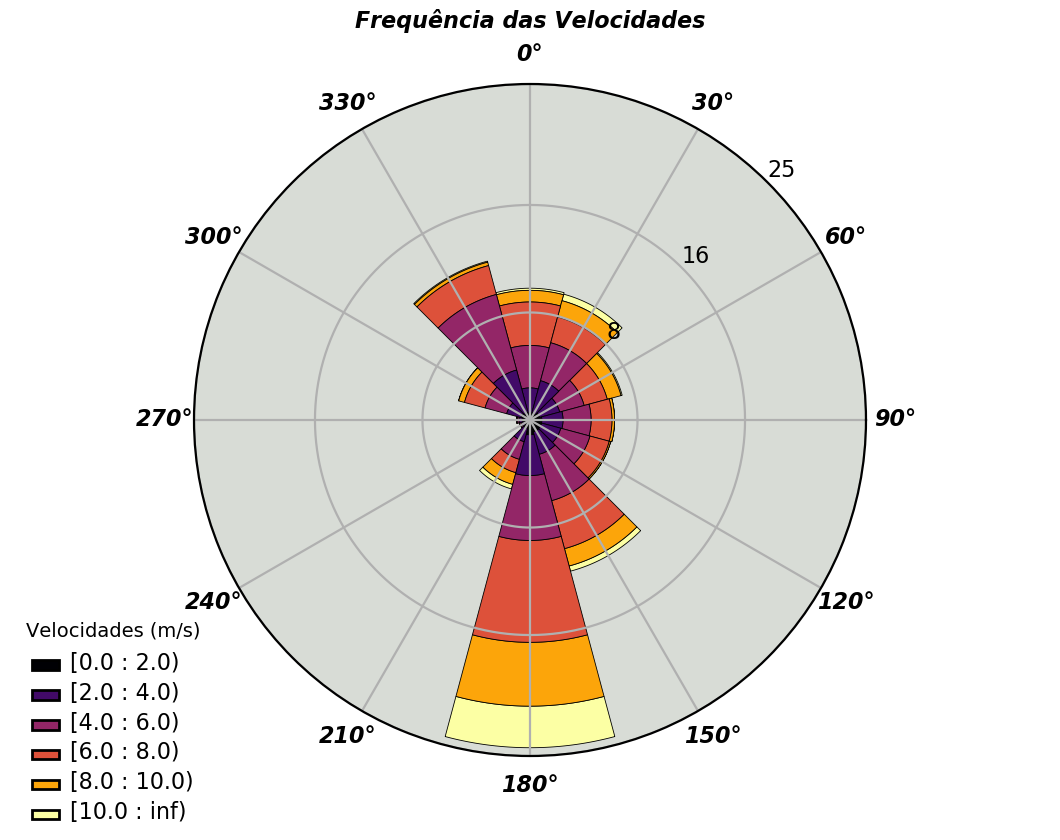 Frequência das Velocidades
0°
330°
30°
25
300°
60°
16
8
270°
90°
240°
120°
Velocidades (m/s)
[0.0 : 2.0)
[2.0 : 4.0)
[4.0 : 6.0)
[6.0 : 8.0)
[8.0 : 10.0)
[10.0 : inf)
210°
150°
180°